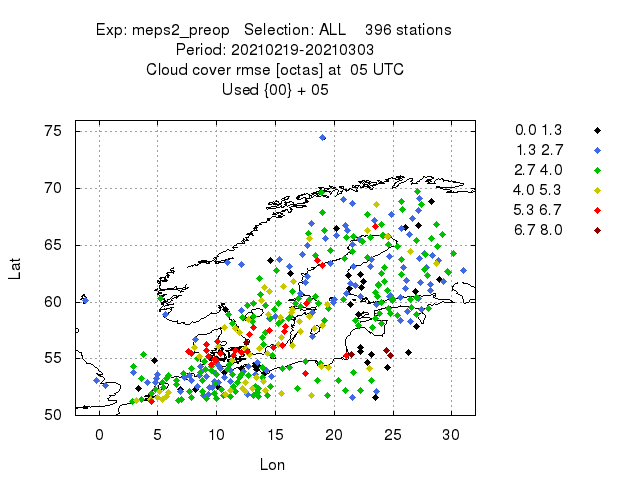 Exp: meps2_preop   Selection: ALL    396 stations
Period: 20210219-20210303
Cloud cover rmse [octas] at  05 UTC
Used {00} + 05
0.0 1.3
1.3 2.7
2.7 4.0
4.0 5.3
5.3 6.7
6.7 8.0
Lat
75
70
65
60
55
50
0 5 10 15 20 25 30
Lon